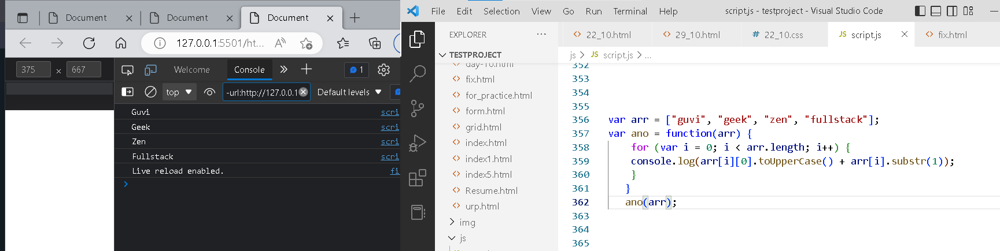 Document
Document
Document
127.0.0.1:5501/ht...
375 × 667
Welcome
Console
1
top
-url:http://127.0.0.1
Default levels
Guvi scri
Geek scri
Zen scri
Fullstack scri
Live reload enabled. fi
File Edit Selection View Go Run Terminal Help
script.js - testproject - Visual Studio Code
EXPLORER ...
22_10.html
29_10.html
# 22_10.css
JS script.js
fix.html
TESTPROJECT
day-10.html
fix.html
for_practice.html
form.html
grid.html
index.html
index1.html
index5.html
Resume.html
urp.html
img
js
js > JS script.js > ...
352
353
354
355
356 var arr = ["guvi", "geek", "zen", "fullstack"];
357 var ano = function(arr) {
358 for (var i = 0; i < arr.length; i++) {
359 console.log(arr[i][0].toUpperCase() + arr[i].substr(1));
360 }
361 }
362 ano(arr);
363
364
365